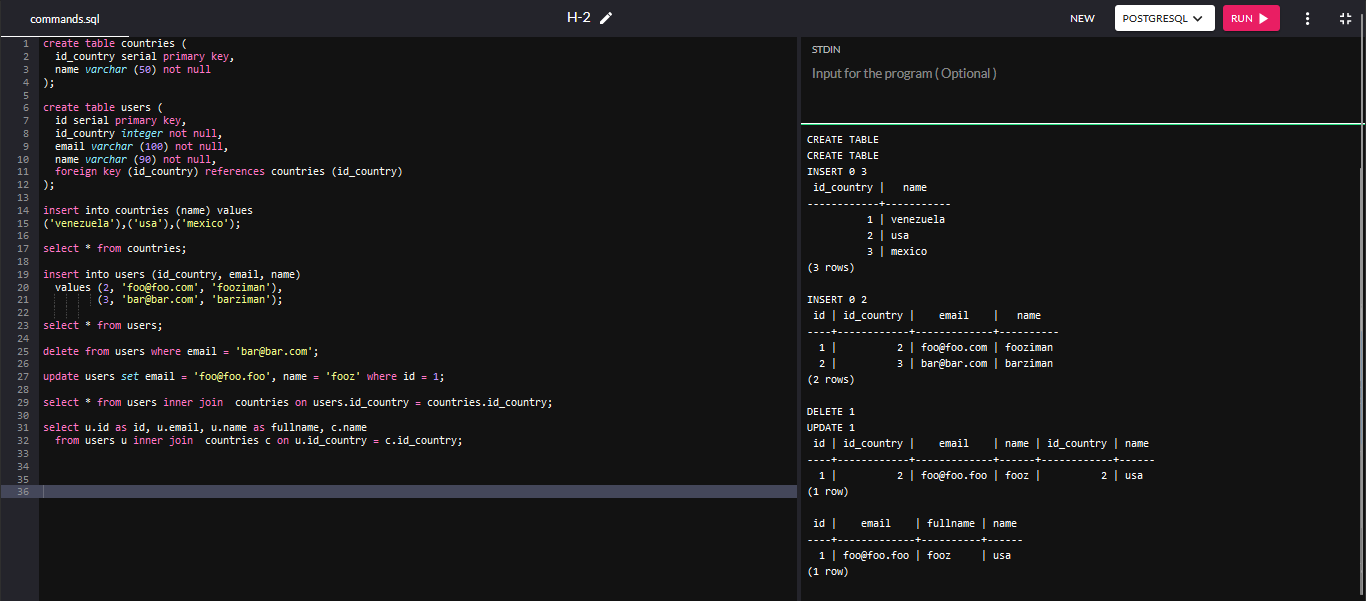 commands.sql
H-2
NEW
POSTGRESQL
RUN
1 create table countries (
2   id_country serial primary key,
3   name varchar (50) not null
4 );
5
6 create table users (
7   id serial primary key,
8   id_country integer not null,
9   email varchar (100) not null,
10   name varchar (90) not null,
11   foreign key (id_country) references countries (id_country)
12 );
13
14 insert into countries (name) values
15 ('venezuela'),('usa'),('mexico');
16
17 select * from countries;
18
19 insert into users (id_country, email, name)
20   values (2, 'foo@foo.com', 'fooziman'),
21          (3, 'bar@bar.com', 'barziman');
22
23 select * from users;
24
25 delete from users where email = 'bar@bar.com';
26
27 update users set email = 'foo@foo.foo', name = 'fooz' where id = 1;
28
29 select * from users inner join  countries on users.id_country = countries.id_country;
30
31 select u.id as id, u.email, u.name as fullname, c.name
32   from users u inner join  countries c on u.id_country = c.id_country;
33
34
35
36
STDIN
Input for the program ( Optional )
CREATE TABLE
CREATE TABLE
INSERT 0 3
 id_country |   name
------------+-----------
          1 | venezuela
          2 | usa
          3 | mexico
(3 rows)

INSERT 0 2
 id | id_country |    email    |   name
----+------------+-------------+----------
  1 |          2 | foo@foo.com | fooziman
  2 |          3 | bar@bar.com | barziman
(2 rows)

DELETE 1
UPDATE 1
 id | id_country |    email    | name | id_country | name
----+------------+-------------+------+------------+------
  1 |          2 | foo@foo.foo | fooz |          2 | usa
(1 row)

 id |    email    | fullname | name
----+-------------+----------+------
  1 | foo@foo.foo | fooz     | usa
(1 row)